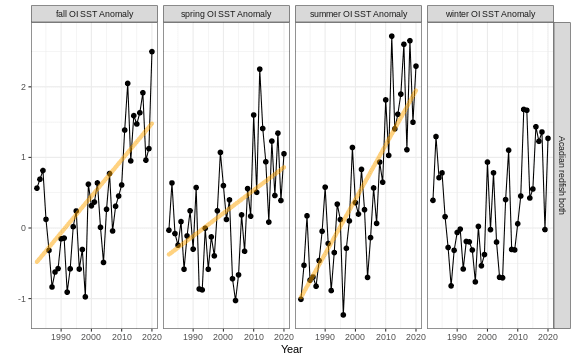 fall OI SST Anomaly spring OI SST Anomaly summer OI SST Anomaly winter OI SST Anomaly
2
1
0
-1
Acadian redfish both
1990 2000 2010 2020 1990 2000 2010 2020 1990 2000 2010 2020 1990 2000 2010 2020
Year